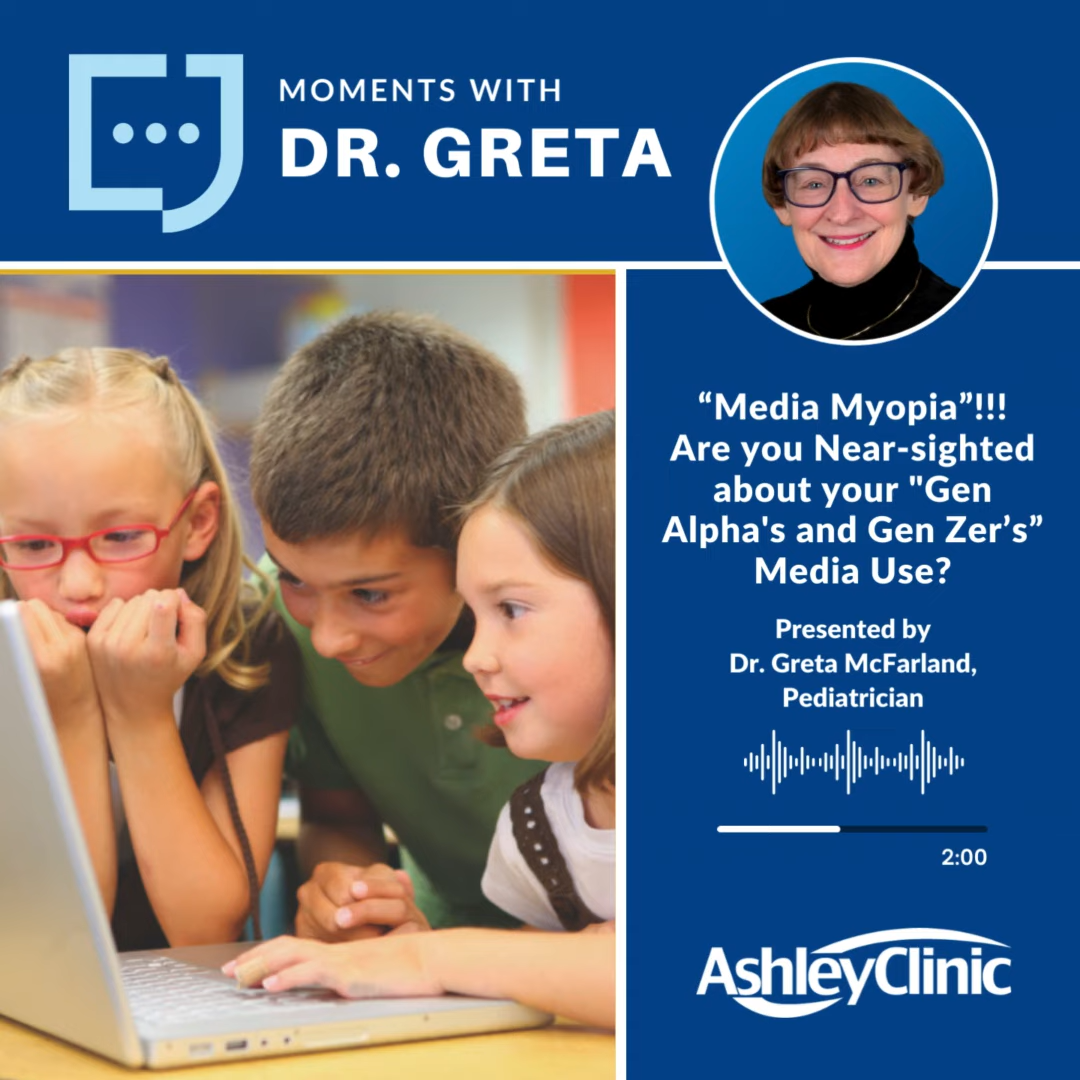 MOMENTS WITH
DR. GRETA
“Media Myopia”!!!
Are you Near-sighted
about your "Gen
Alpha's and Gen Zer’s”
Media Use?
Presented by
Dr. Greta McFarland,
Pediatrician
2:00
AshleyClinic